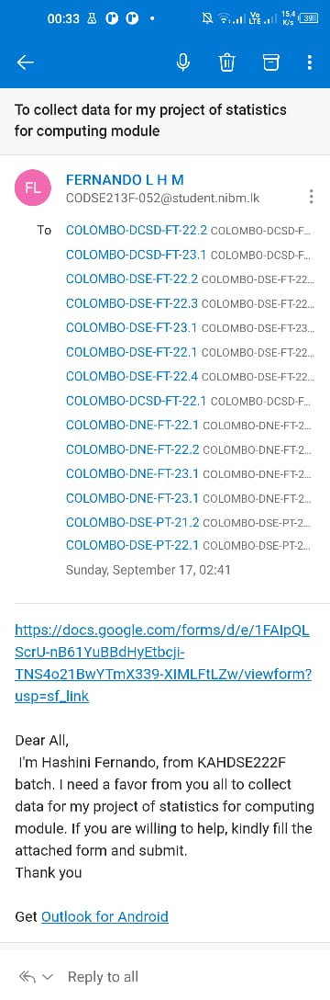 00:33 Vo LTE 15.4 K/s 39
To collect data for my project of statistics
for computing module
FL FERNANDO L H M
CODSE213F-052@student.nibm.lk
To COLOMBO-DCSD-FT-22.2 COLOMBO-DCSD-F...
COLOMBO-DCSD-FT-23.1 COLOMBO-DCSD-F...
COLOMBO-DSE-FT-22.2 COLOMBO-DSE-FT-22...
COLOMBO-DSE-FT-22.3 COLOMBO-DSE-FT-22...
COLOMBO-DSE-FT-23.1 COLOMBO-DSE-FT-23...
COLOMBO-DSE-FT-22.1 COLOMBO-DSE-FT-22...
COLOMBO-DSE-FT-22.4 COLOMBO-DSE-FT-22...
COLOMBO-DCSD-FT-22.1 COLOMBO-DCSD-F...
COLOMBO-DNE-FT-22.1 COLOMBO-DNE-FT-2...
COLOMBO-DNE-FT-22.2 COLOMBO-DNE-FT-2...
COLOMBO-DNE-FT-23.1 COLOMBO-DNE-FT-2...
COLOMBO-DNE-FT-23.1 COLOMBO-DNE-FT-2...
COLOMBO-DSE-PT-21.2 COLOMBO-DSE-PT-2...
COLOMBO-DSE-PT-22.1 COLOMBO-DSE-PT-2...
Sunday, September 17, 02:41
https://docs.google.com/forms/d/e/1FAIpQL
ScrU-nB61YuBBdHyEtbcji-
TNS4o21BwYTmX339-XIMLFtLZw/viewform?
usp=sf_link
Dear All,
I'm Hashini Fernando, from KAHDSE222F
batch. I need a favor from you all to collect
data for my project of statistics for computing
module. If you are willing to help, kindly fill the
attached form and submit.
Thank you
Get Outlook for Android
Reply to all